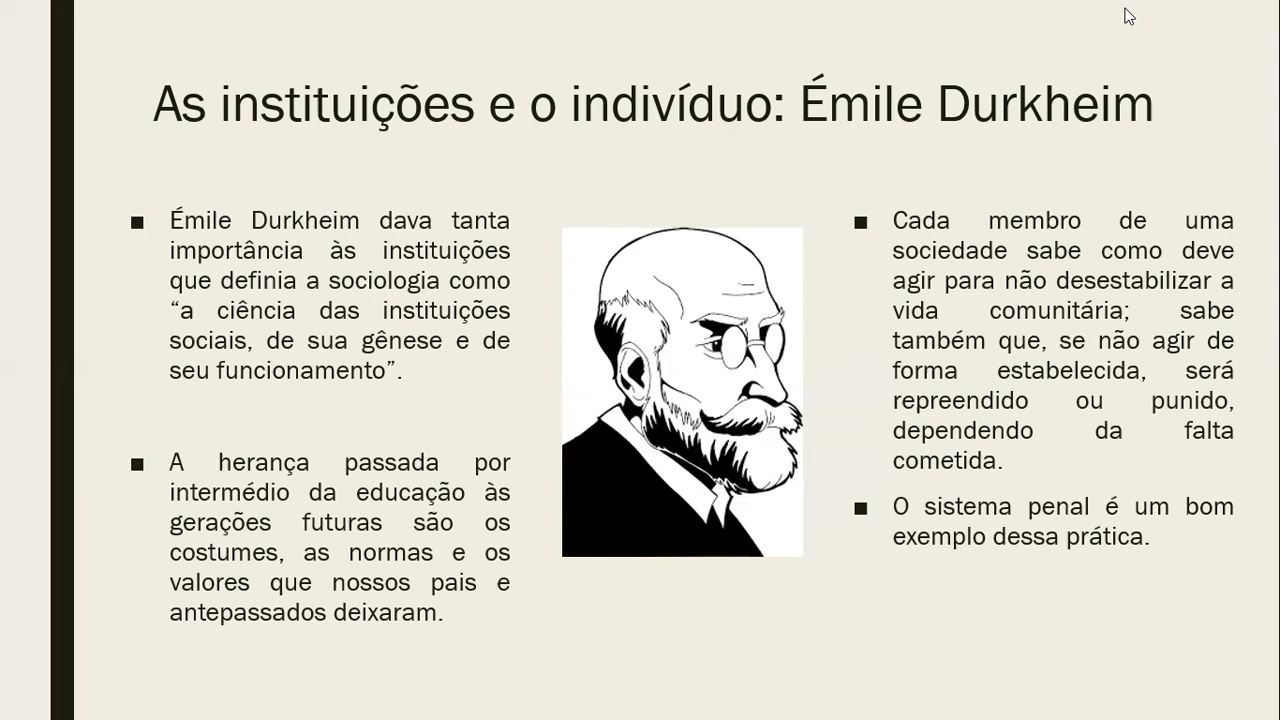 As instituições e o indivíduo: Émile Durkheim
■ Émile Durkheim dava tanta
importância às instituições
que definia a sociologia como
“a ciência das instituições
sociais, de sua gênese e de
seu funcionamento”.
■ A herança passada por
intermédio da educação às
gerações futuras são os
costumes, as normas e os
valores que nossos pais e
antepassados deixaram.
■ Cada membro de uma
sociedade sabe como deve
agir para não desestabilizar a
vida comunitária; sabe
também que, se não agir de
forma estabelecida, será
repreendido ou punido,
dependendo da falta
cometida.
■ O sistema penal é um bom
exemplo dessa prática.